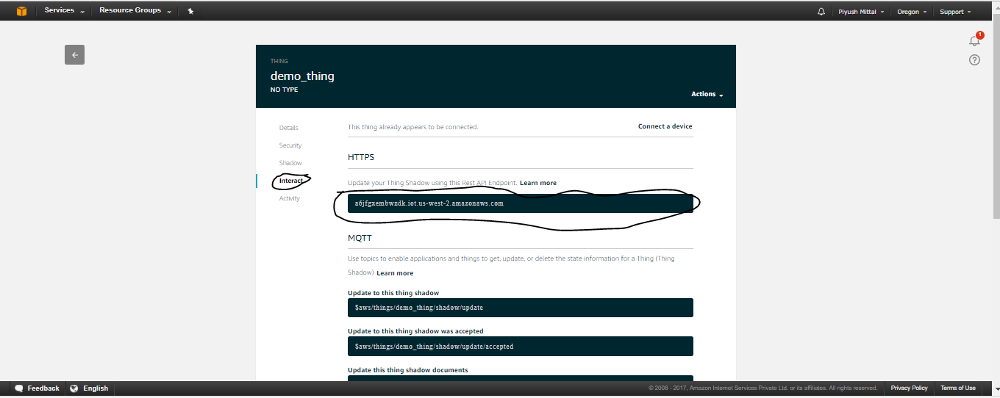 Services Resource Groups Piyush Mittal Oregon Support
1
THING
demo_thing
NO TYPE
Actions
Details
Security
Shadow
Interact
Activity
This thing already appears to be connected. Connect a device
HTTPS
Update your Thing Shadow using this Rest API Endpoint. Learn more
a6jfgxembwzdk.iot.us-west-2.amazonaws.com
MQTT
Use topics to enable applications and things to get, update, or delete the state information for a Thing (Thing
Shadow) Learn more
Update to this thing shadow
$aws/things/demo_thing/shadow/update
Update to this thing shadow was accepted
$aws/things/demo_thing/shadow/update/accepted
Update this thing shadow documents
Feedback English © 2008 - 2017, Amazon Internet Services Private Ltd. or its affiliates. All rights reserved. Privacy Policy Terms of Use